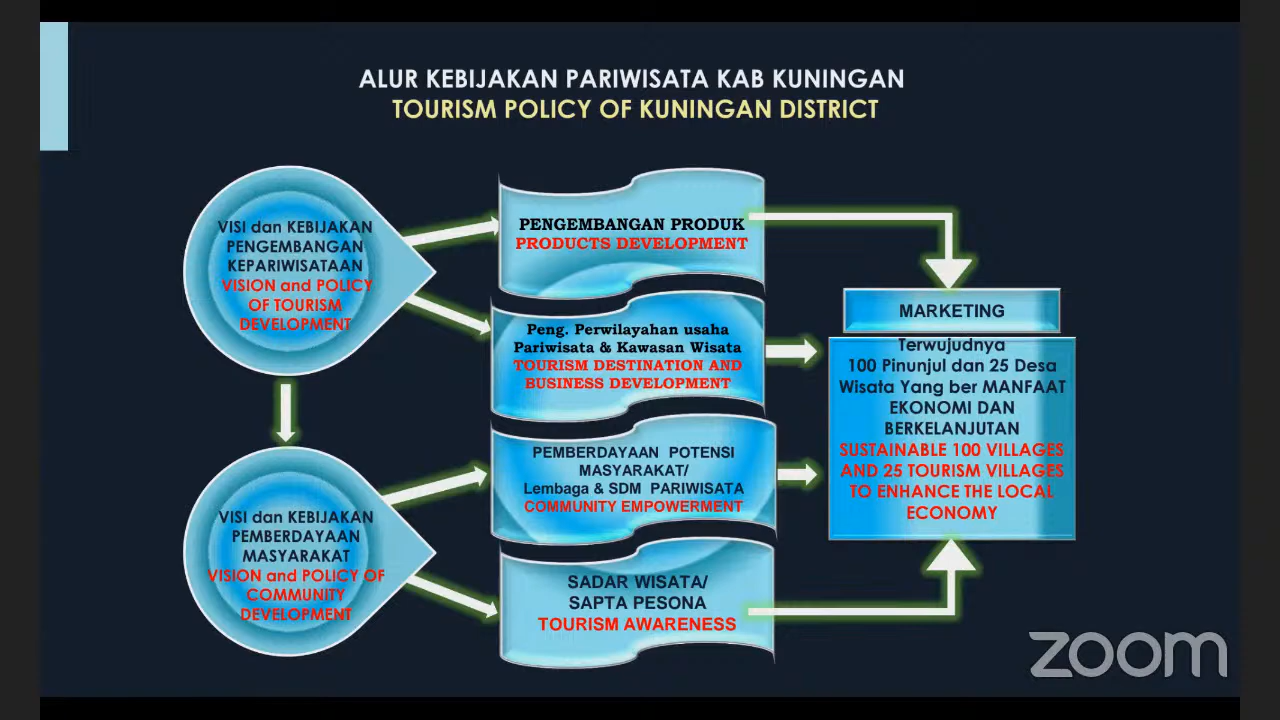 ALUR KEBIJAKAN PARIWISATA KAB KUNINGAN
TOURISM POLICY OF KUNINGAN DISTRICT
VISI dan KEBIJAKAN
PENGEMBANGAN
KEPARIWISATAAN
VISION and POLICY
OF TOURISM
DEVELOPMENT
VISI dan KEBIJAKAN
PEMBERDAYAAN
MASYARAKAT
VISION and POLICY OF
COMMUNITY
DEVELOPMENT
PENGEMBANGAN PRODUK
PRODUCTS DEVELOPMENT
Peng. Perwilayahan usaha
Pariwisata & Kawasan Wisata
TOURISM DESTINATION AND
BUSINESS DEVELOPMENT
PEMBERDAYAAN POTENSI
MASYARAKAT/
Lembaga & SDM PARIWISATA
COMMUNITY EMPOWERMENT
SADAR WISATA/
SAPTA PESONA
TOURISM AWARENESS
MARKETING
Terwujudnya
100 Pinunjul dan 25 Desa
Wisata Yang ber MANFAAT
EKONOMI DAN
BERKELANJUTAN
SUSTAINABLE 100 VILLAGES
AND 25 TOURISM VILLAGES
TO ENHANCE THE LOCAL
ECONOMY
zoom